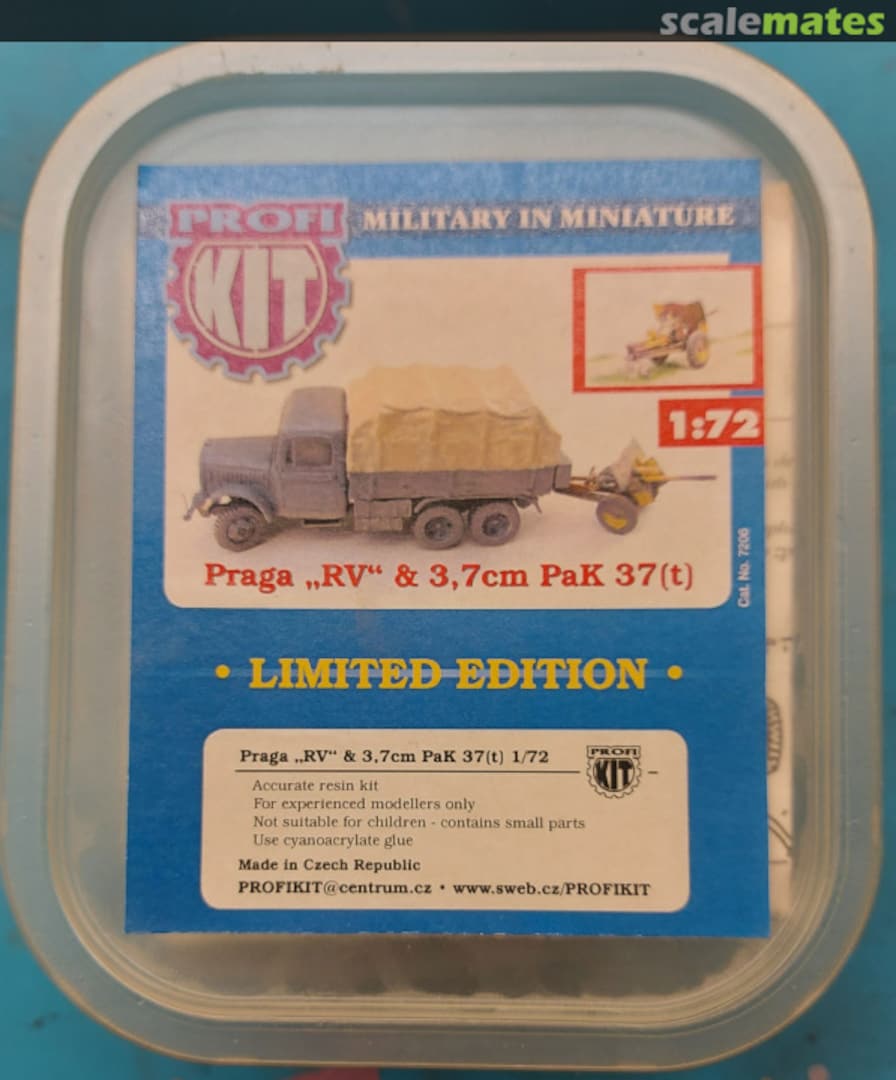 scalemates
PROFI
KIT
MILITARY IN MINIATURE
1:72
Praga „RV“ & 3,7cm PaK 37(t)
Cat. No. 7206
• LIMITED EDITION •
Praga „RV“ & 3,7cm PaK 37(t) 1/72
PROFI
KIT
Accurate resin kit
For experienced modellers only
Not suitable for children - contains small parts
Use cyanoacrylate glue
Made in Czech Republic
PROFIKIT@centrum.cz • www.sweb.cz/PROFIKIT